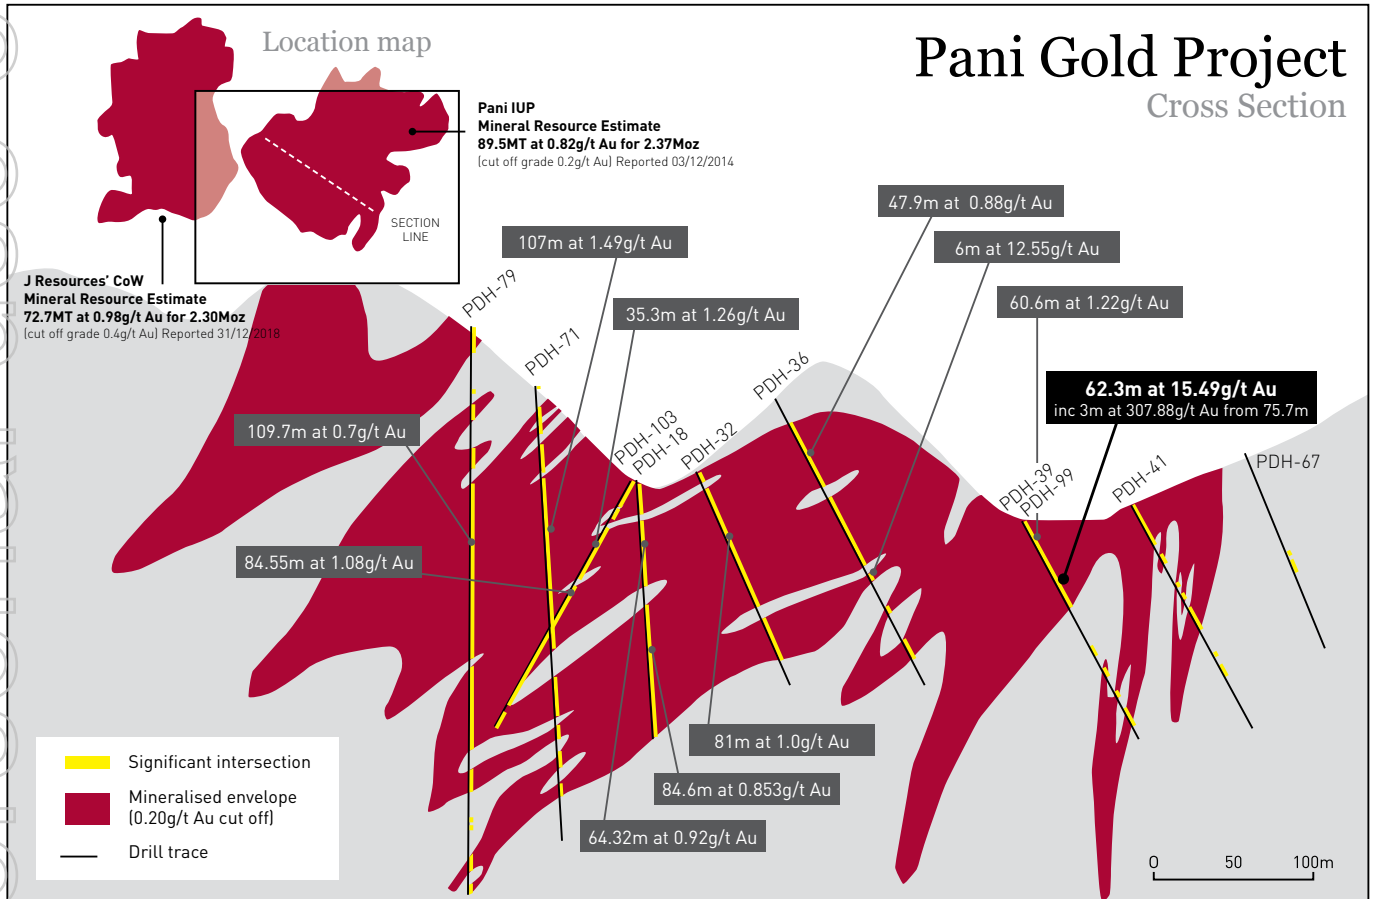 Location map
Pani Gold Project
Cross Section
Pani IUP
Mineral Resource Estimate
89.5MT at 0.82g/t Au for 2.37Moz
(cut off grade 0.2g/t Au) Reported 03/12/2014
SECTION
LINE
J Resources' CoW
Mineral Resource Estimate
72.7MT at 0.98g/t Au for 2.30Moz
(cut off grade 0.4g/t Au) Reported 31/12/2018
47.9m at 0.88g/t Au
107m at 1.49g/t Au
6m at 12.55g/t Au
35.3m at 1.26g/t Au
60.6m at 1.22g/t Au
62.3m at 15.49g/t Au
inc 3m at 307.88g/t Au from 75.7m
109.7m at 0.7g/t Au
84.55m at 1.08g/t Au
PDH-79
PDH-71
PDH-103
PDH-18
PDH-32
PDH-36
PDH-39
PDH-99
PDH-41
PDH-67
81m at 1.0g/t Au
84.6m at 0.853g/t Au
64.32m at 0.92g/t Au
Significant intersection
Mineralised envelope
(0.20g/t Au cut off)
Drill trace
0 50 100m